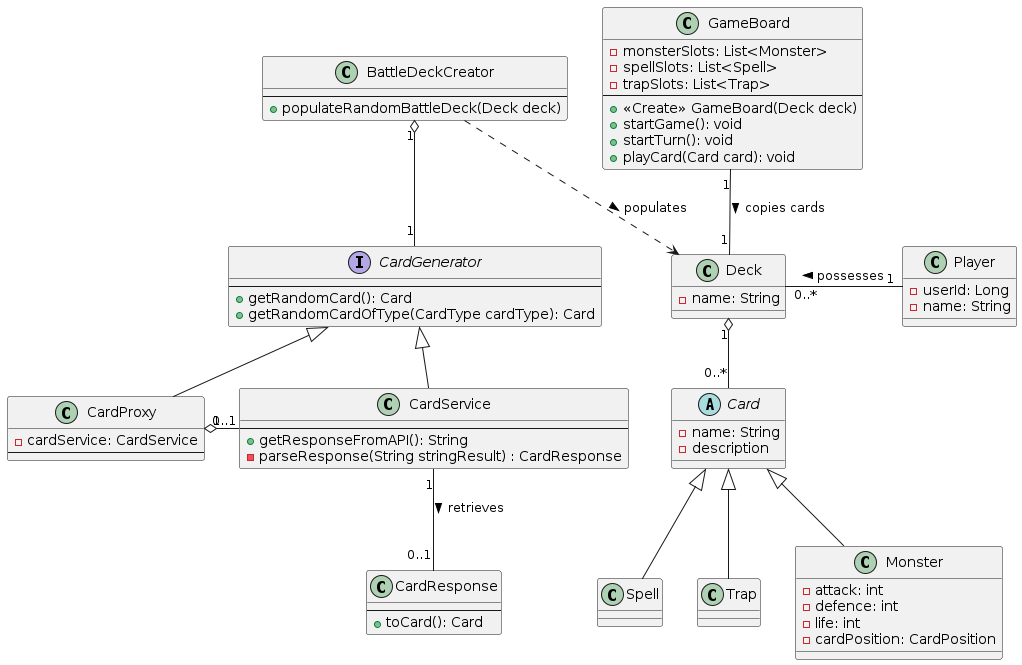 C GameBoard
monsterSlots: List<Monster>
spellSlots: List<Spell>
trapSlots: List<Trap>
«Create» GameBoard(Deck deck)
startGame(): void
startTurn(): void
playCard(Card card): void
C BattleDeckCreator
populateRandomBattleDeck(Deck deck)
1
1
populates
1
copies cards
1
I CardGenerator
getRandomCard(): Card
getRandomCardOfType(CardType cardType): Card
C Deck
name: String
possesses 1
0..*
C Player
userId: Long
name: String
1
0..*
C CardProxy
cardService: CardService
0..1
C CardService
getResponseFromAPI(): String
parseResponse(String stringResult) : CardResponse
A Card
name: String
description
1
retrieves
0..1
C CardResponse
toCard(): Card
C Spell
C Trap
C Monster
attack: int
defence: int
life: int
cardPosition: CardPosition